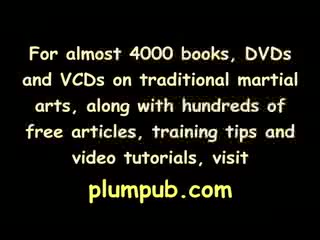 For almost 4000 books, DVDs
and VCDs on traditional martial
arts, along with hundreds of
free articles, training tips and
video tutorials, visit
plumpub.com